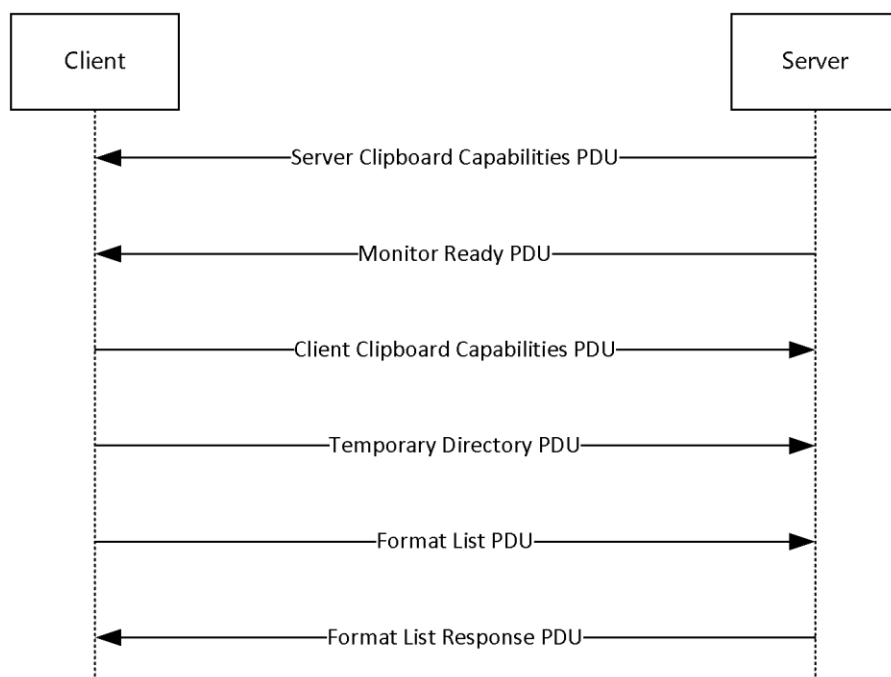 Client
Server
Server Clipboard Capabilities PDU
Monitor Ready PDU
Client Clipboard Capabilities PDU
Temporary Directory PDU
Format List PDU
Format List Response PDU